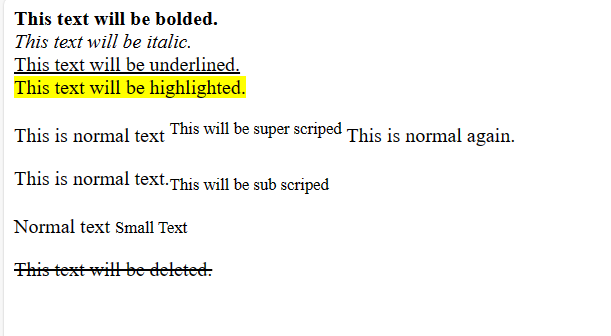 This text will be bolded.
This text will be italic.
This text will be underlined.
This text will be highlighted.
This is normal text This will be super scriped This is normal again.
This is normal text.This will be sub scriped
Normal text Small Text
This text will be deleted.